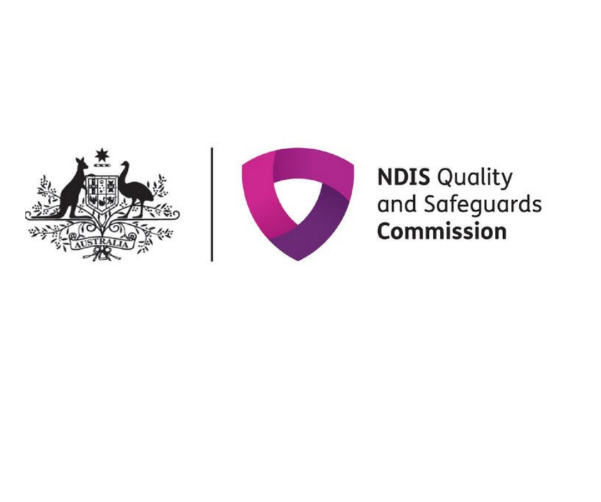 AUSTRALIA
NDIS Quality
and Safeguards
Commission